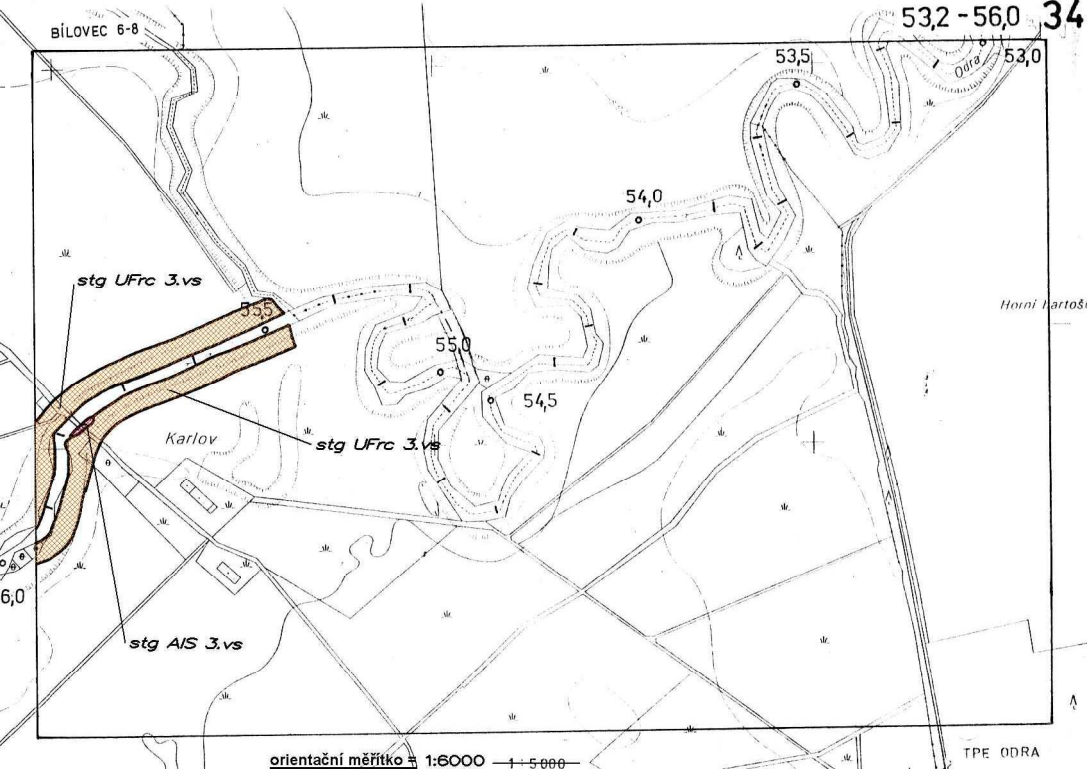 BÍLOVEC 6-8
53,2 - 56,0 34
53,5
Odra
53,0
54,0
stg UFrc 3.vs
55,5
Horní Bartošo
55,0
54,5
Karlov
stg UFrc 3.vs
6,0
stg AIS 3.vs
orientační měřítko = 1:6000 1:5000
TPE ODRA